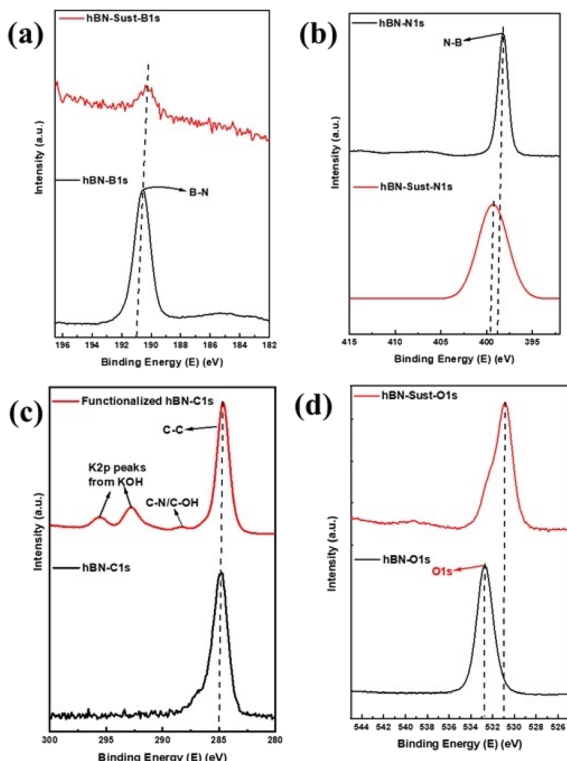 (a)
hBN-Sust-B1s
hBN-B1s
B-N
Intensity (a.u.)
196 194 192 190 188 186 184 182
Binding Energy (E) (eV)
(b)
hBN-N1s
N-B
hBN-Sust-N1s
Intensity (a.u.)
415 410 405 400 395
Binding Energy (E) (eV)
(c)
Functionalized hBN-C1s
C-C
K2p peaks
from KOH
C-N/C-OH
hBN-C1s
Intensity (a.u.)
300 295 290 285 280
Binding Energy (E) (eV)
(d)
hBN-Sust-O1s
hBN-O1s
O1s
Intensity (a.u.)
544 542 540 538 536 534 532 530 528 526 524
Binding Energy (E) (eV)